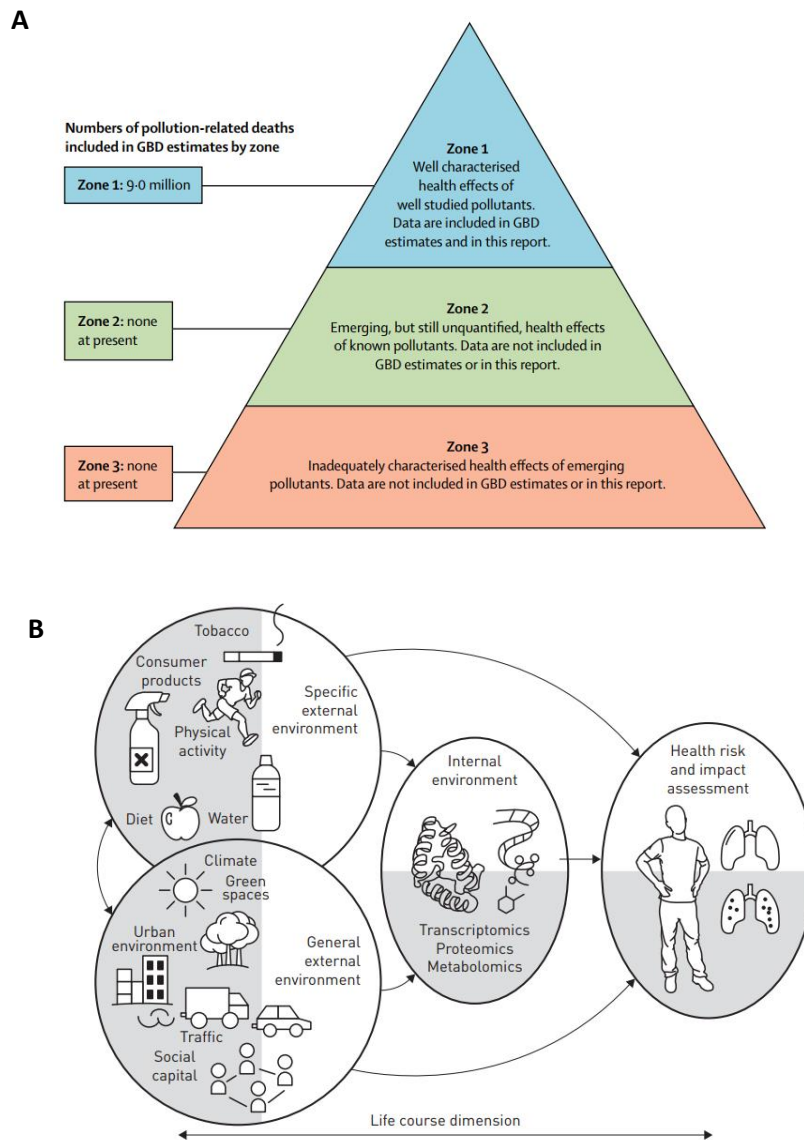 A
Numbers of pollution-related deaths
included in GBD estimates by zone
Zone 1: 9·0 million
Zone 1
Well characterised
health effects of
well studied pollutants.
Data are included in GBD
estimates and in this report.
Zone 2: none
at present
Zone 2
Emerging, but still unquantified, health effects
of known pollutants. Data are not included in
GBD estimates or in this report.
Zone 3: none
at present
Zone 3
Inadequately characterised health effects of emerging
pollutants. Data are not included in GBD estimates or in this report.
B
Tobacco
Consumer
products
Physical
activity
Diet
Water
Specific
external
environment
Climate
Green
spaces
Urban
environment
Traffic
Social
capital
General
external
environment
Internal
environment
Transcriptomics
Proteomics
Metabolomics
Health risk
and impact
assessment
Life course dimension